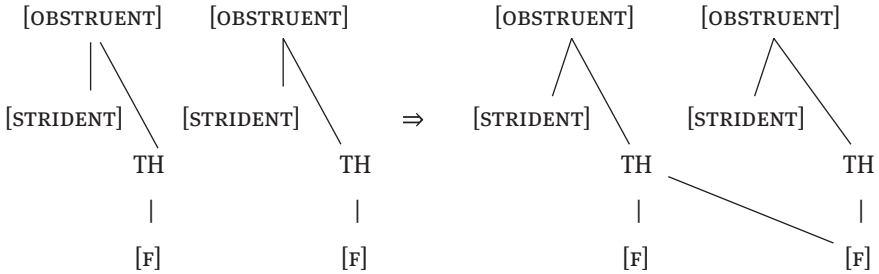 [OBSTRUENT] [OBSTRUENT] [OBSTRUENT] [OBSTRUENT]
[STRIDENT] [STRIDENT] ⇒ [STRIDENT] [STRIDENT]
TH TH TH TH
[F] [F] [F] [F]